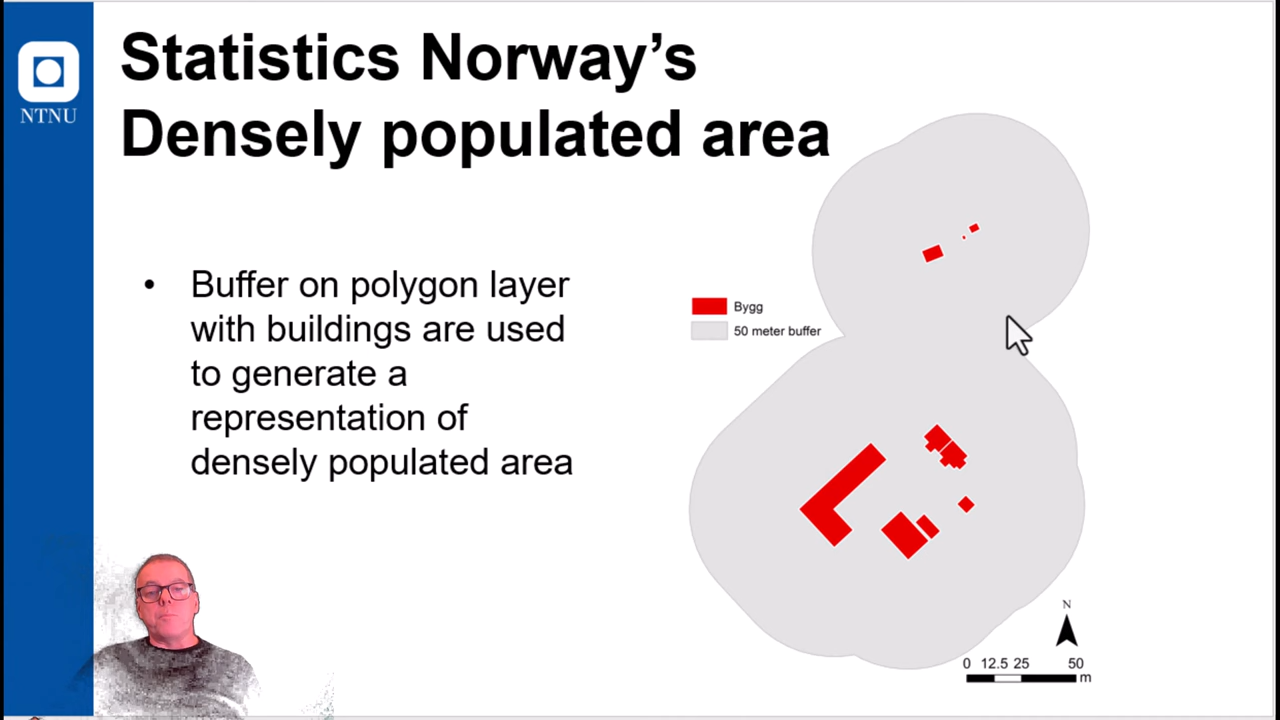 NTNU
Statistics Norway’s
Densely populated area
• Buffer on polygon layer
with buildings are used
to generate a
representation of
densely populated area
Bygg
50 meter buffer
N
0 12.5 25 50
m